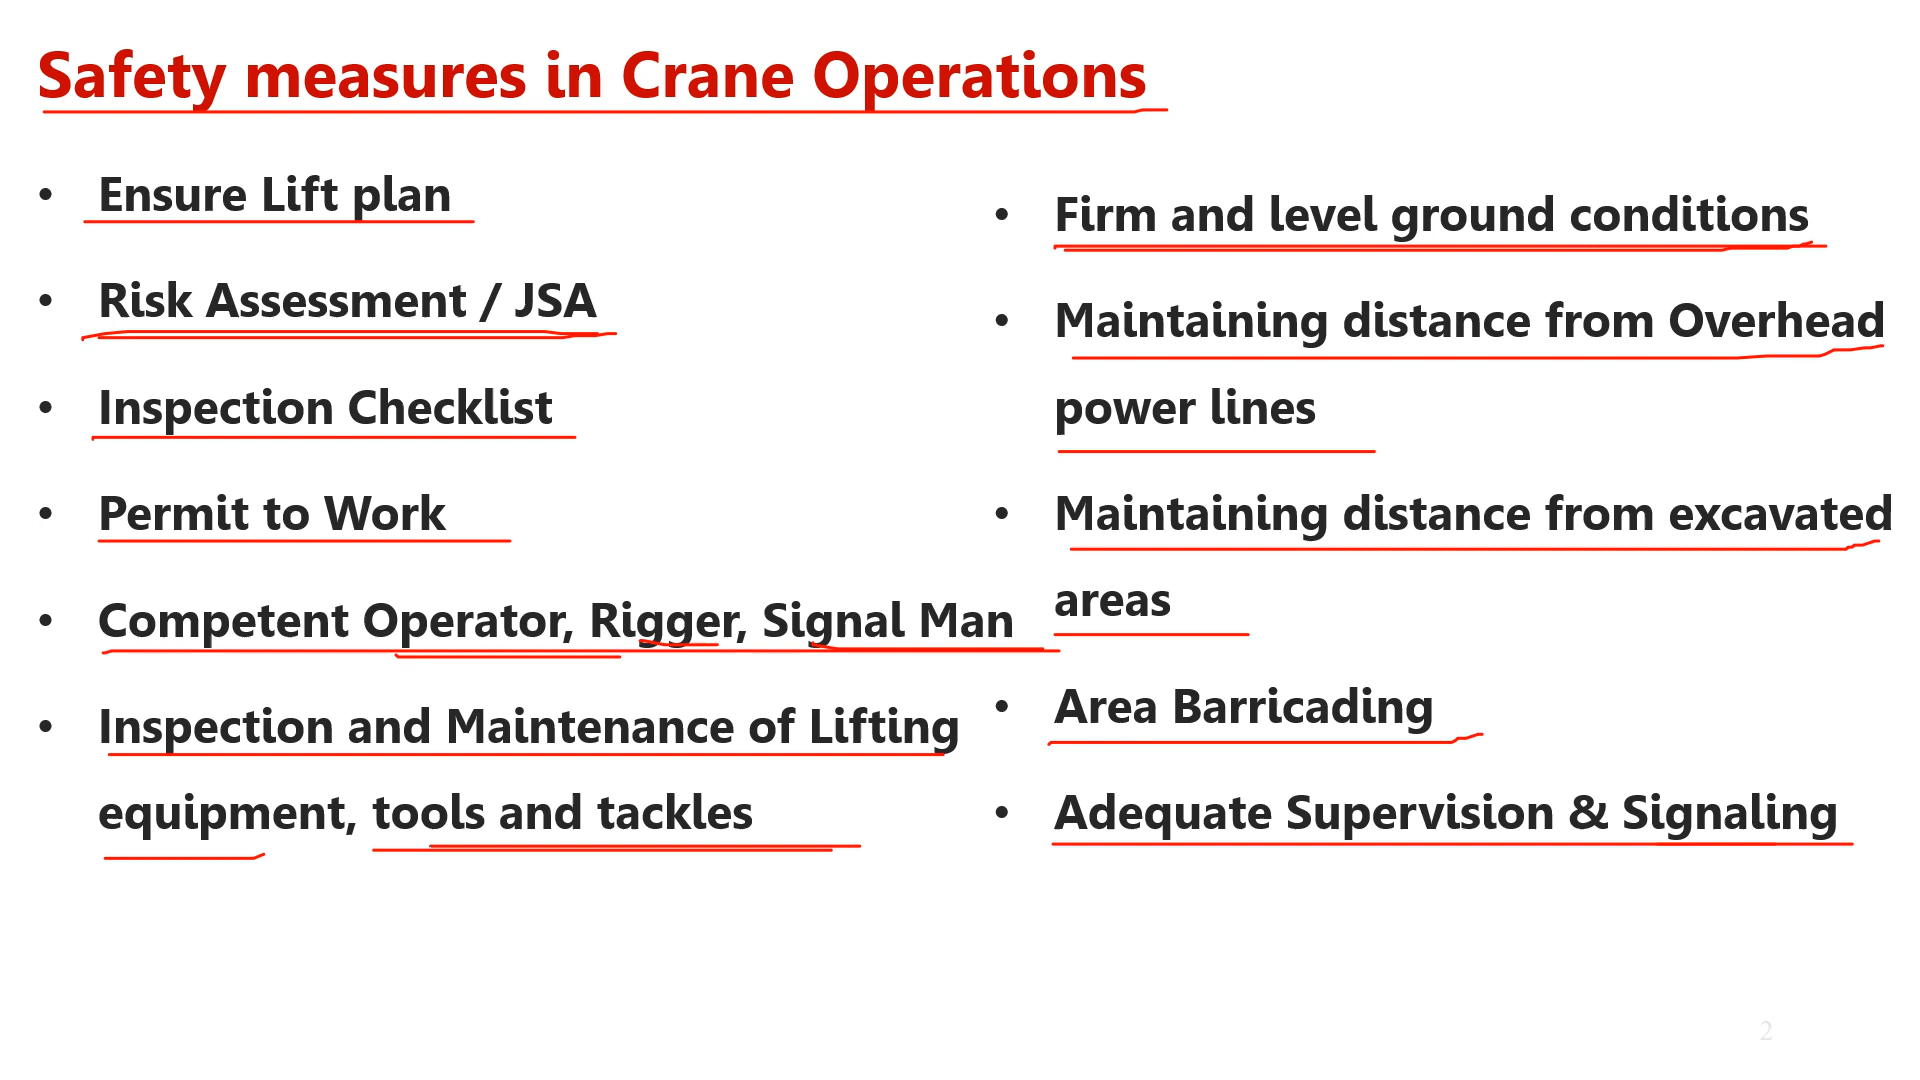 Safety measures in Crane Operations
• Ensure Lift plan
• Risk Assessment / JSA
• Inspection Checklist
• Permit to Work
• Competent Operator, Rigger, Signal Man
• Inspection and Maintenance of Lifting
equipment, tools and tackles
• Firm and level ground conditions
• Maintaining distance from Overhead
power lines
• Maintaining distance from excavated
areas
• Area Barricading
• Adequate Supervision & Signaling
2